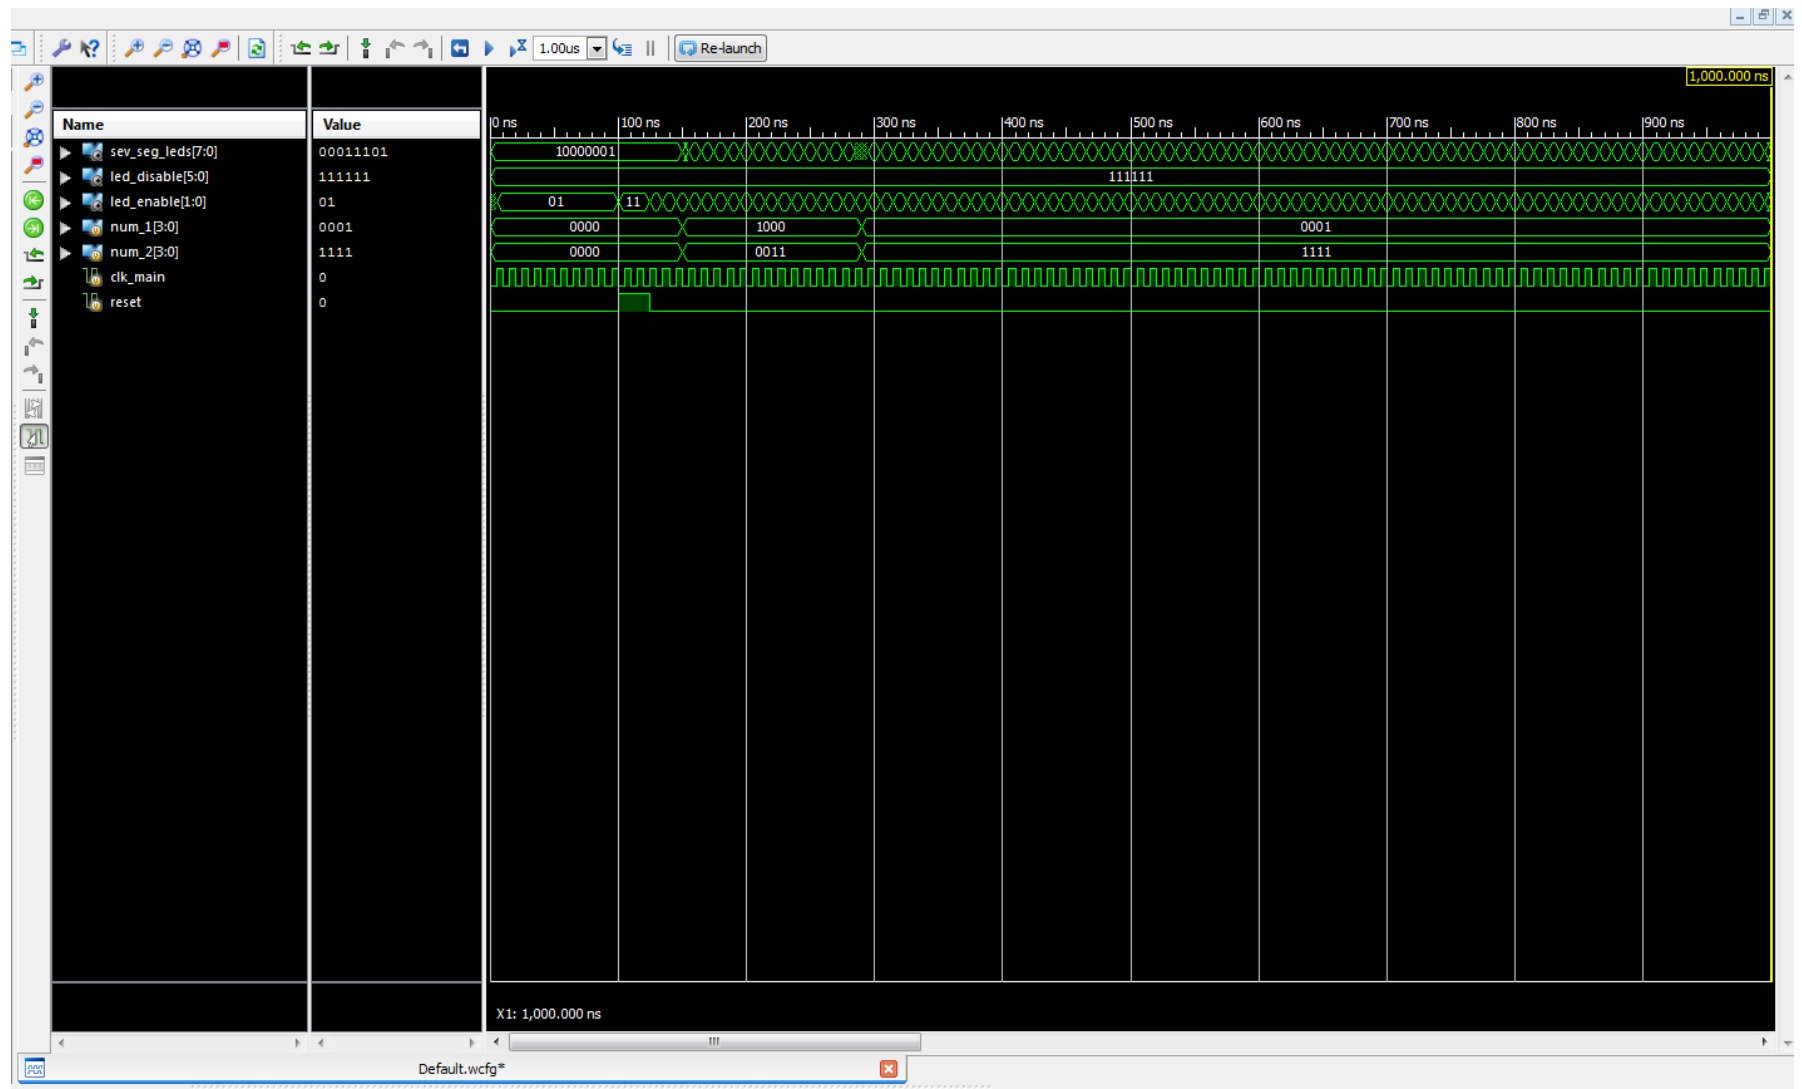 1.00us Re-launch
1,000.000 ns
Name Value 0 ns 100 ns 200 ns 300 ns 400 ns 500 ns 600 ns 700 ns 800 ns 900 ns
sev_seg_leds[7:0] 00011101 10000001
led_disable[5:0] 111111 111111
led_enable[1:0] 01 01 11
num_1[3:0] 0001 0000 1000 0001
num_2[3:0] 1111 0000 0011 1111
clk_main 0
reset 0
X1: 1,000.000 ns
Default.wcfg*